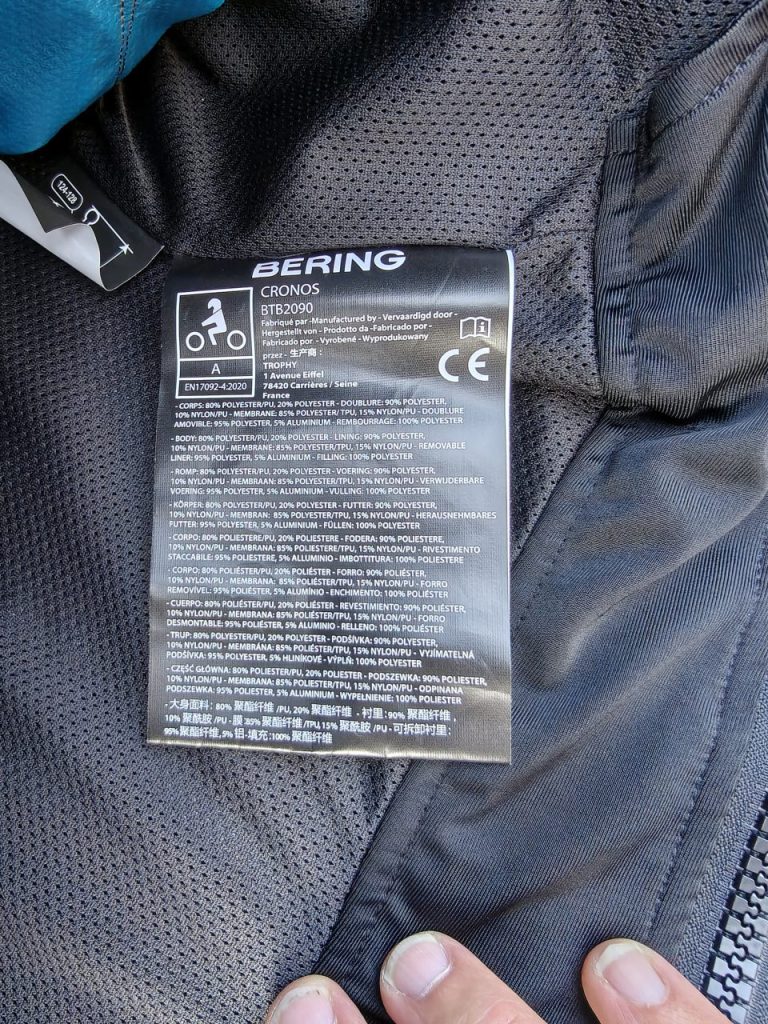 124-128
BERING
CRONOS
BTB2090
Fabriqué par -Manufactured by - Vervaardigd door -
Hergestellt von - Prodotto da -Fabricado por -
Fabricado por - Vyrobené - Wyprodukowany
przez - 生产商 :
TROPHY
1 Avenue Eiffel
78420 Carrières / Seine
France
A
EN17092-4:2020
CE
- CORPS: 80% POLYESTER/PU, 20% POLYESTER - DOUBLURE: 90% POLYESTER,
10% NYLON/PU - MEMBRANE: 85% POLYESTER/TPU, 15% NYLON/PU - DOUBLURE
AMOVIBLE: 95% POLYESTER, 5% ALUMINIUM - REMBOURRAGE: 100% POLYESTER
- BODY: 80% POLYESTER/PU, 20% POLYESTER - LINING: 90% POLYESTER,
10% NYLON/PU - MEMBRANE: 85% POLYESTER/TPU, 15% NYLON/PU - REMOVABLE
LINER: 95% POLYESTER, 5% ALUMINIUM - FILLING: 100% POLYESTER
- ROMP: 80% POLYESTER/PU, 20% POLYESTER - VOERING: 90% POLYESTER,
10% NYLON/PU - MEMBRAAN: 85% POLYESTER/TPU, 15% NYLON/PU - VERWIJDERBARE
VOERING: 95% POLYESTER, 5% ALUMINIUM - VULLING: 100% POLYESTER
- KÖRPER: 80% POLYESTER/PU, 20% POLYESTER - FUTTER: 90% POLYESTER,
10% NYLON/PU - MEMBRAN: 85% POLYESTER/TPU, 15% NYLON/PU - HERAUSNEHMBARES
FUTTER: 95% POLYESTER, 5% ALUMINIUM - FÜLLEN: 100% POLYESTER
- CORPO: 80% POLIESTERE/PU, 20% POLIESTERE - FODERA: 90% POLIESTERE,
10% NYLON/PU - MEMBRANA: 85% POLIESTERE/TPU, 15% NYLON/PU - RIVESTIMENTO
STACCABILE: 95% POLIESTERE, 5% ALLUMINIO - IMBOTTITURA: 100% POLIESTERE
- CORPO: 80% POLIÉSTER/PU, 20% POLIÉSTER - FORRO: 90% POLIÉSTER,
10% NYLON/PU - MEMBRANA: 85% POLIÉSTER/TPU, 15% NYLON/PU - FORRO
REMOVÍVEL: 95% POLIÉSTER, 5% ALUMÍNIO - ENCHIMENTO: 100% POLIÉSTER
- CUERPO: 80% POLIÉSTER/PU, 20% POLIÉSTER - REVESTIMIENTO: 90% POLIÉSTER,
10% NYLON/PU - MEMBRANA: 85% POLIÉSTER/TPU, 15% NYLON/PU - FORRO
DESMONTABLE: 95% POLIÉSTER, 5% ALUMINIO - RELLENO: 100% POLIÉSTER
- TRUP: 80% POLYESTER/PU, 20% POLYESTER - PODŠÍVKA: 90% POLYESTER,
10% NYLON/PU - MEMBRÁNA: 85% POLYESTER/TPU, 15% NYLON/PU - VYJÍMATELNÁ
PODŠÍVKA: 95% POLYESTER, 5% HLINÍKOVÉ - VÝPLŇ: 100% POLYESTER
- CZĘŚĆ GŁÓWNA: 80% POLIESTER/PU, 20% POLIESTER - PODSZEWKA: 90% POLIESTER,
10% NYLON/PU - MEMBRANA: 85% POLIESTER/TPU, 15% NYLON/PU - ODPINANA
PODSZEWKA: 95% POLIESTER, 5% ALUMINIUM - WYPEŁNIENIE: 100% POLIESTER
- 大身面料: 80% 聚酯纤维 /PU, 20% 聚酯纤维 - 衬里: 90% 聚酯纤维 ,
10% 聚酰胺 /PU - 膜 :85% 聚酯纤维 /TPU, 15% 聚酰胺 /PU - 可拆卸衬里:
95% 聚酯纤维, 5% 铝-填充: 100% 聚酯纤维